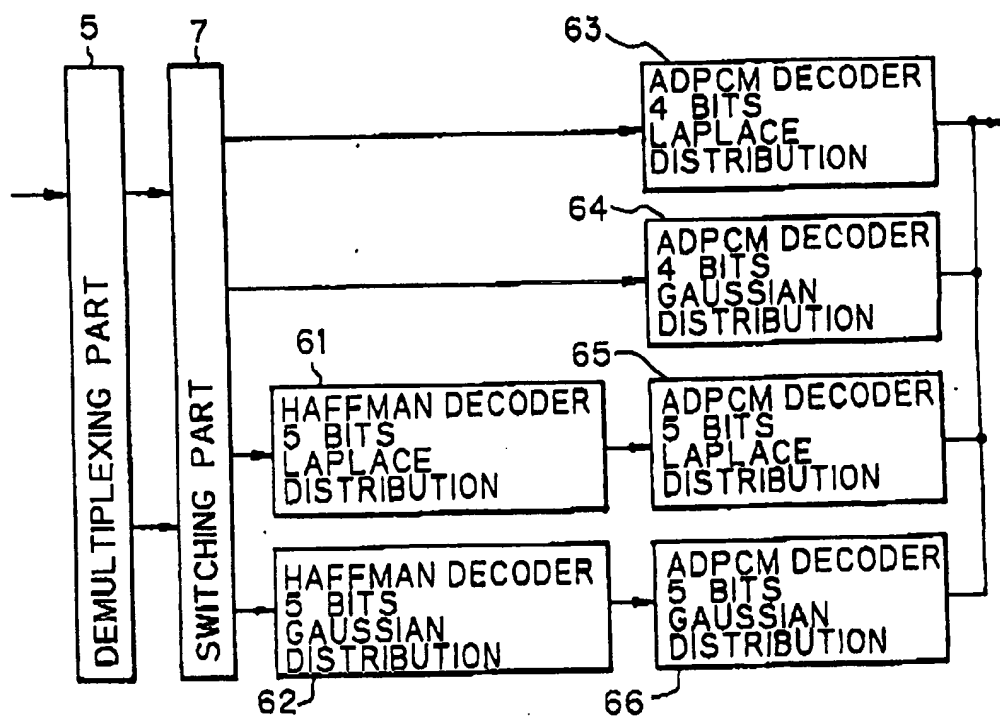 5
7
63
ADPCM DECODER
4 BITS
LAPLACE
DISTRIBUTION
64
ADPCM DECODER
4 BITS
GAUSSIAN
DISTRIBUTION
DEMULTIPLEXING PART
SWITCHING PART
61
HAFFMAN DECODER
5 BITS
LAPLACE
DISTRIBUTION
65
ADPCM DECODER
5 BITS
LAPLACE
DISTRIBUTION
HAFFMAN DECODER
5 BITS
GAUSSIAN
DISTRIBUTION
62
ADPCM DECODER
5 BITS
GAUSSIAN
DISTRIBUTION
66